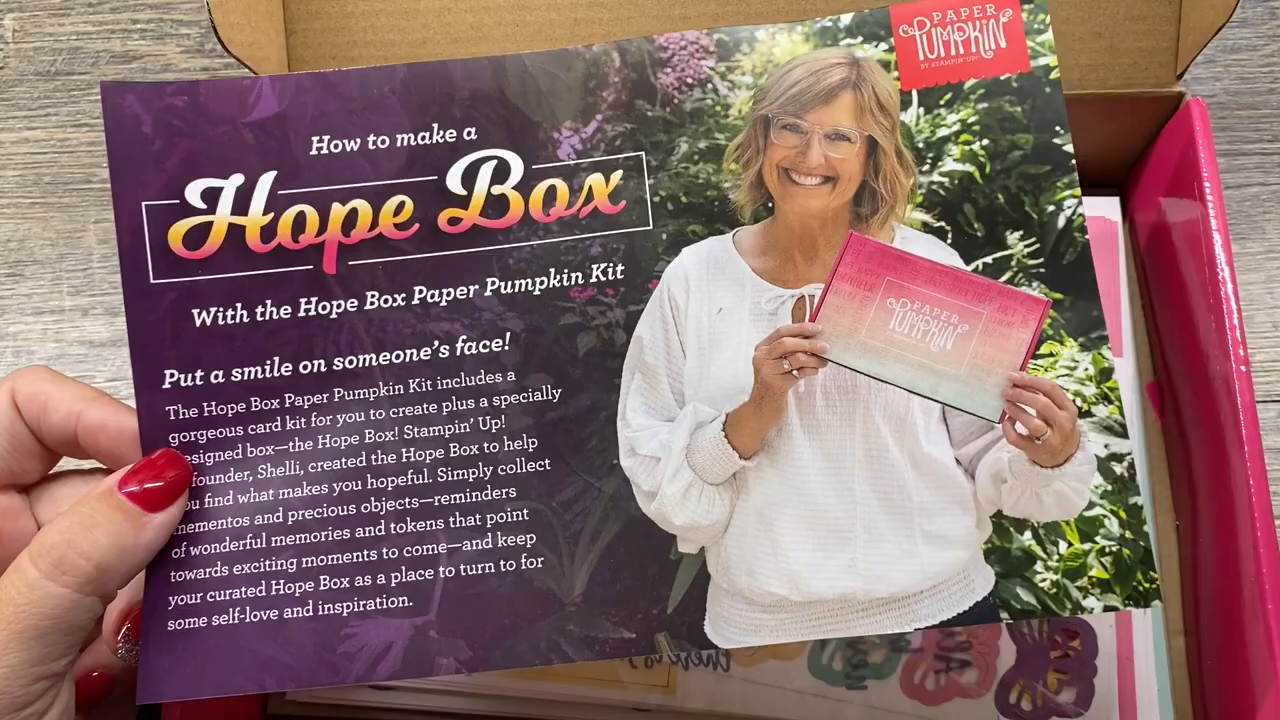 PAPER
PUMPKIN
BY STAMPIN' UP!
How to make a
Hope Box
With the Hope Box Paper Pumpkin Kit
Put a smile on someone's face!
The Hope Box Paper Pumpkin Kit includes a
gorgeous card kit for you to create plus a specially
esigned box—the Hope Box! Stampin' Up!
founder, Shelli, created the Hope Box to help
ou find what makes you hopeful. Simply collect
mementos and precious objects—reminders
of wonderful memories and tokens that point
towards exciting moments to come—and keep
your curated Hope Box as a place to turn to for
some self-love and inspiration.
PAPER
PUMPKIN